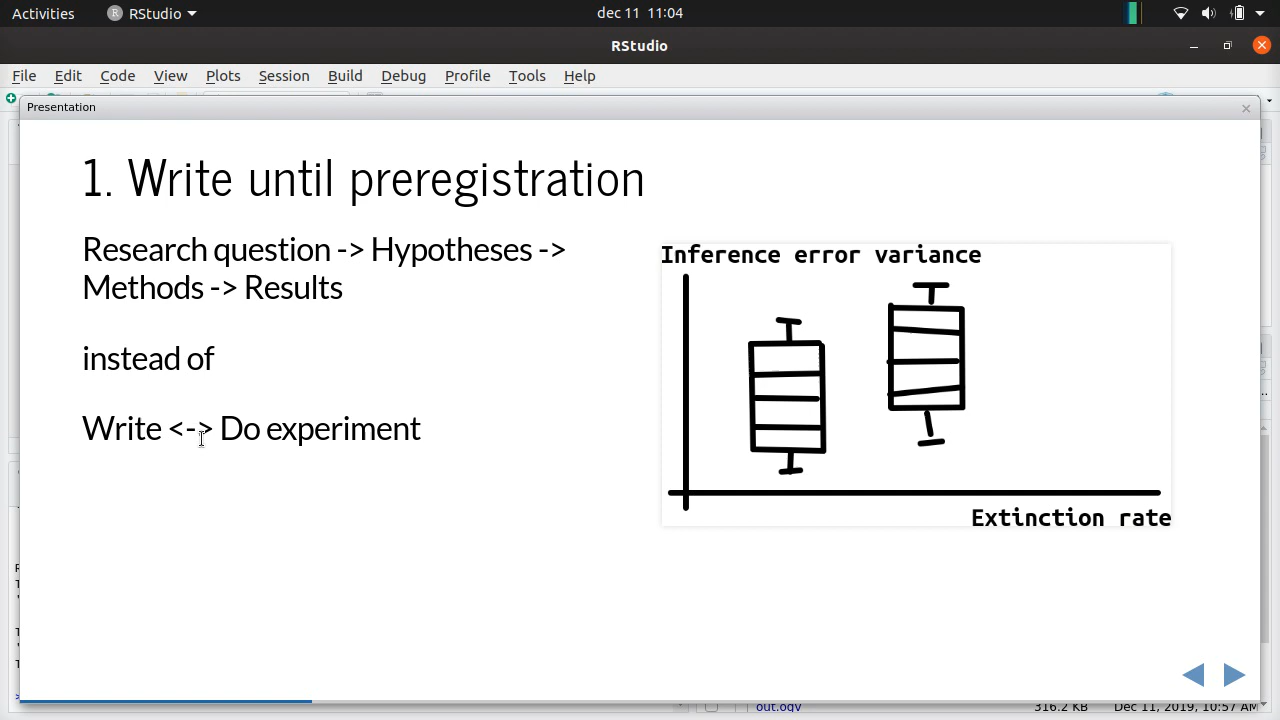 Activities RStudio dec 11 11:04
RStudio
File Edit Code View Plots Session Build Debug Profile Tools Help
Presentation
1. Write until preregistration
Research question -> Hypotheses ->
Methods -> Results
instead of
Write <-> Do experiment
Inference error variance
Extinction rate
out.ogv 316.2 KB Dec 11, 2019, 10:57 AM